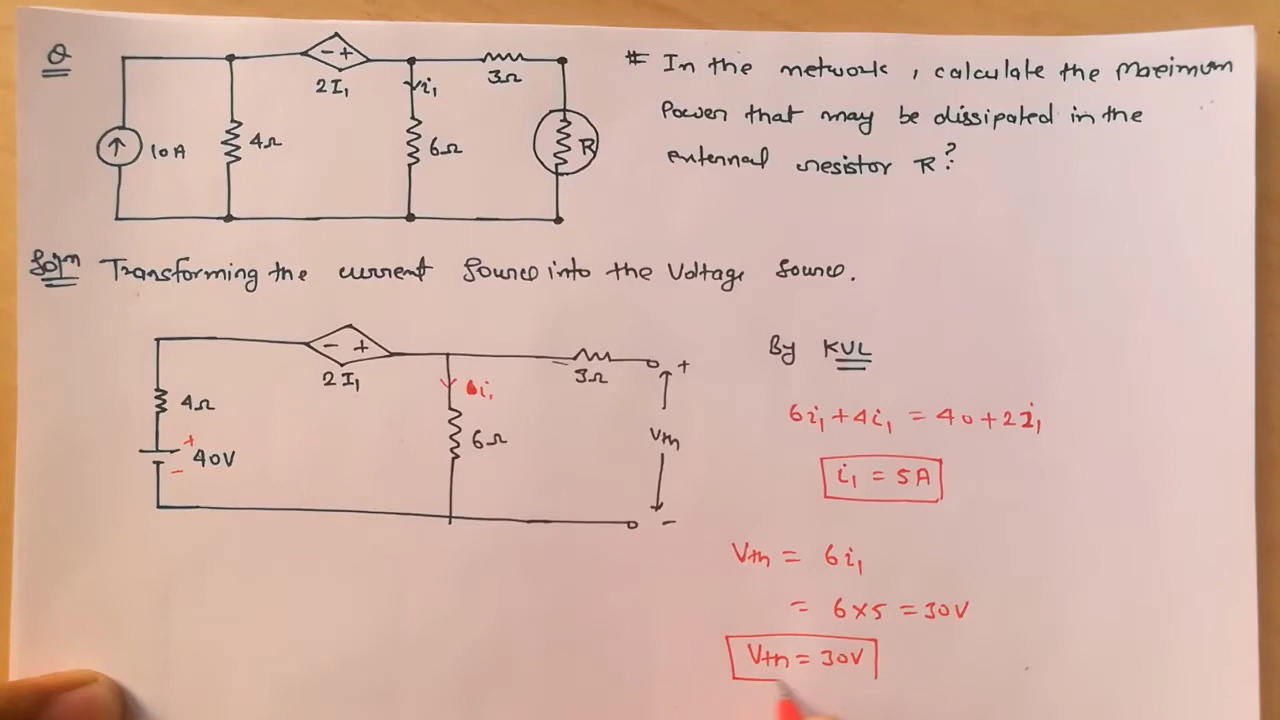 Q
- +
2I₁
i₁
3Ω
10A
4Ω
6Ω
R
# In the network, calculate the Maximum
Power that may be dissipated in the
external resistor R?
Solⁿ Transforming the current source into the Voltage source.
- +
2I₁
6i₁
3Ω
+
4Ω
+
40V
-
6Ω
Vth
-
By KVL
6i₁+4i₁ = 40+2i₁
i₁ = 5A
Vth = 6i₁
= 6×5 = 30V
Vth = 30V